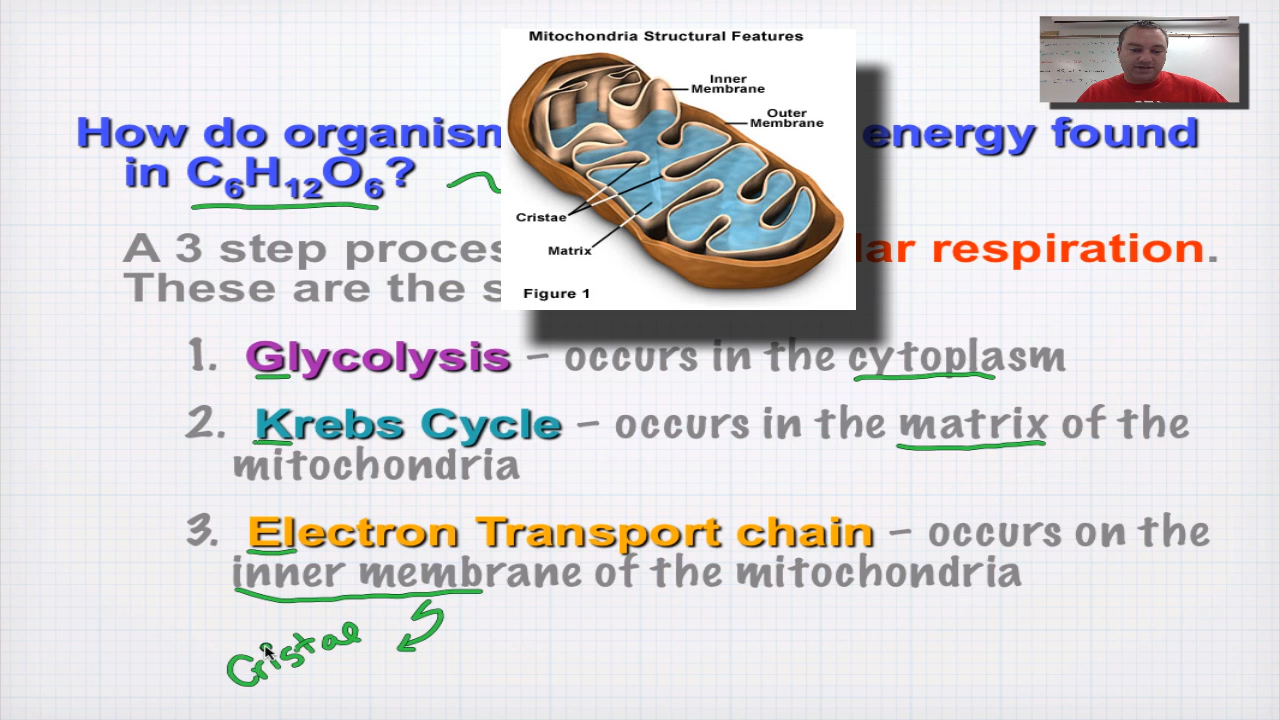 Mitochondria Structural Features
Inner
Membrane
Outer
Membrane
Cristae
Matrix
Figure 1
How do organism energy found
in C₆H₁₂O₆?
A 3 step proces lar respiration.
These are the s
1. Glycolysis – occurs in the cytoplasm
2. Krebs Cycle – occurs in the matrix of the
mitochondria
3. Electron Transport chain – occurs on the
inner membrane of the mitochondria
Cristae